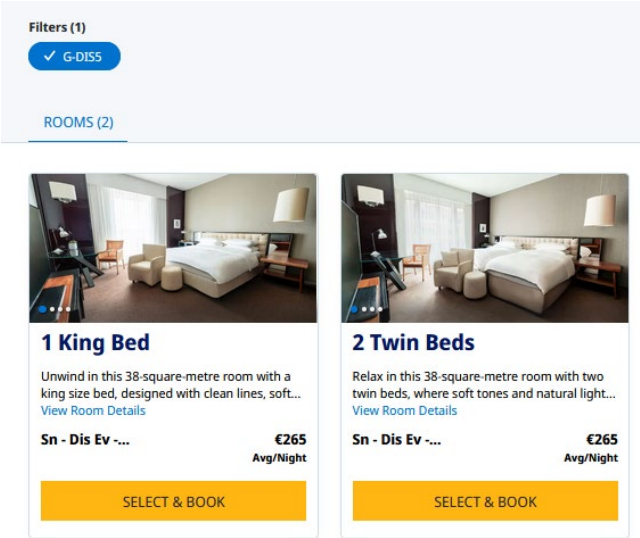 Filters (1)
G-DIS5
ROOMS (2)
1 King Bed
Unwind in this 38-square-metre room with a
king size bed, designed with clean lines, soft...
View Room Details
Sn - Dis Ev -...
€265
Avg/Night
SELECT & BOOK
2 Twin Beds
Relax in this 38-square-metre room with two
twin beds, where soft tones and natural light...
View Room Details
Sn - Dis Ev -...
€265
Avg/Night
SELECT & BOOK